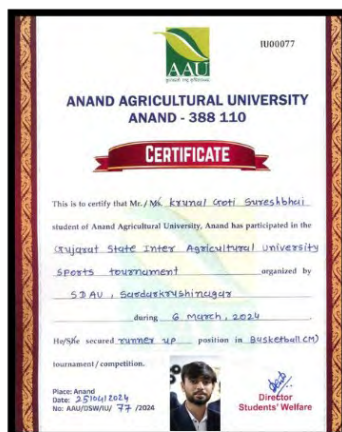 IU00077
AAU
ANAND AGRICULTURAL UNIVERSITY
ANAND - 388 110
CERTIFICATE
This is to certify that Mr./Ms. Krunal Goti Sureshbhai
student of Anand Agricultural University, Anand has participated in the
Gujarat State Inter Agricultural University
Sports tournament organized by
SDAU, Sardarkrushinagar
during 6 March, 2024
He/She secured runner up position in Basketball(M)
tournament / competition.
Place: Anand
Date: 25/04/2024
No: AAU/DSW/IU/ 77 /2024
Director
Students' Welfare